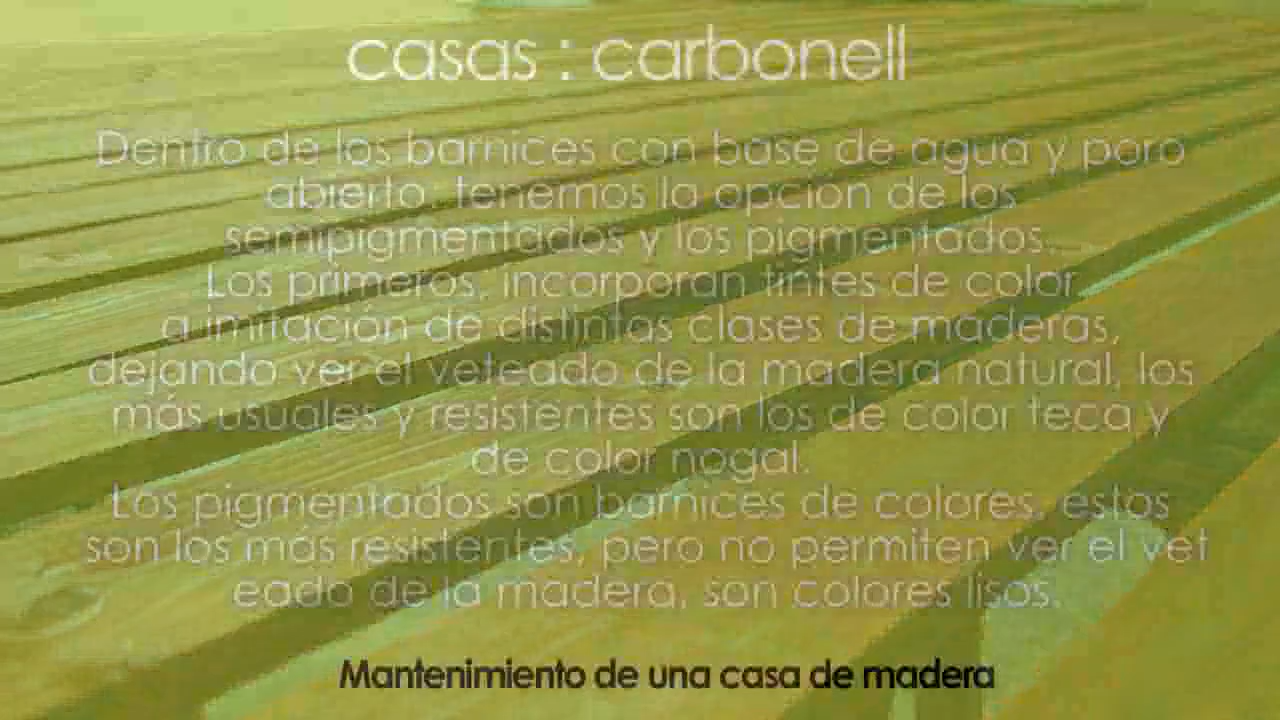 casas : carbonell
Dentro de los barnices con base de agua y poro
abierto, tenemos la opción de los
semipigmentados y los pigmentados.
Los primeros, incorporan tintes de color
a imitación de distintos clases de maderas,
dejando ver el veteado de la madera natural, los
más usuales y resistentes son los de color teca y
de color nogal.
Los pigmentados son barnices de colores, estos
son los más resistentes, pero no permiten ver el vet
eado de la madera, son colores lisos.
Mantenimiento de una casa de madera